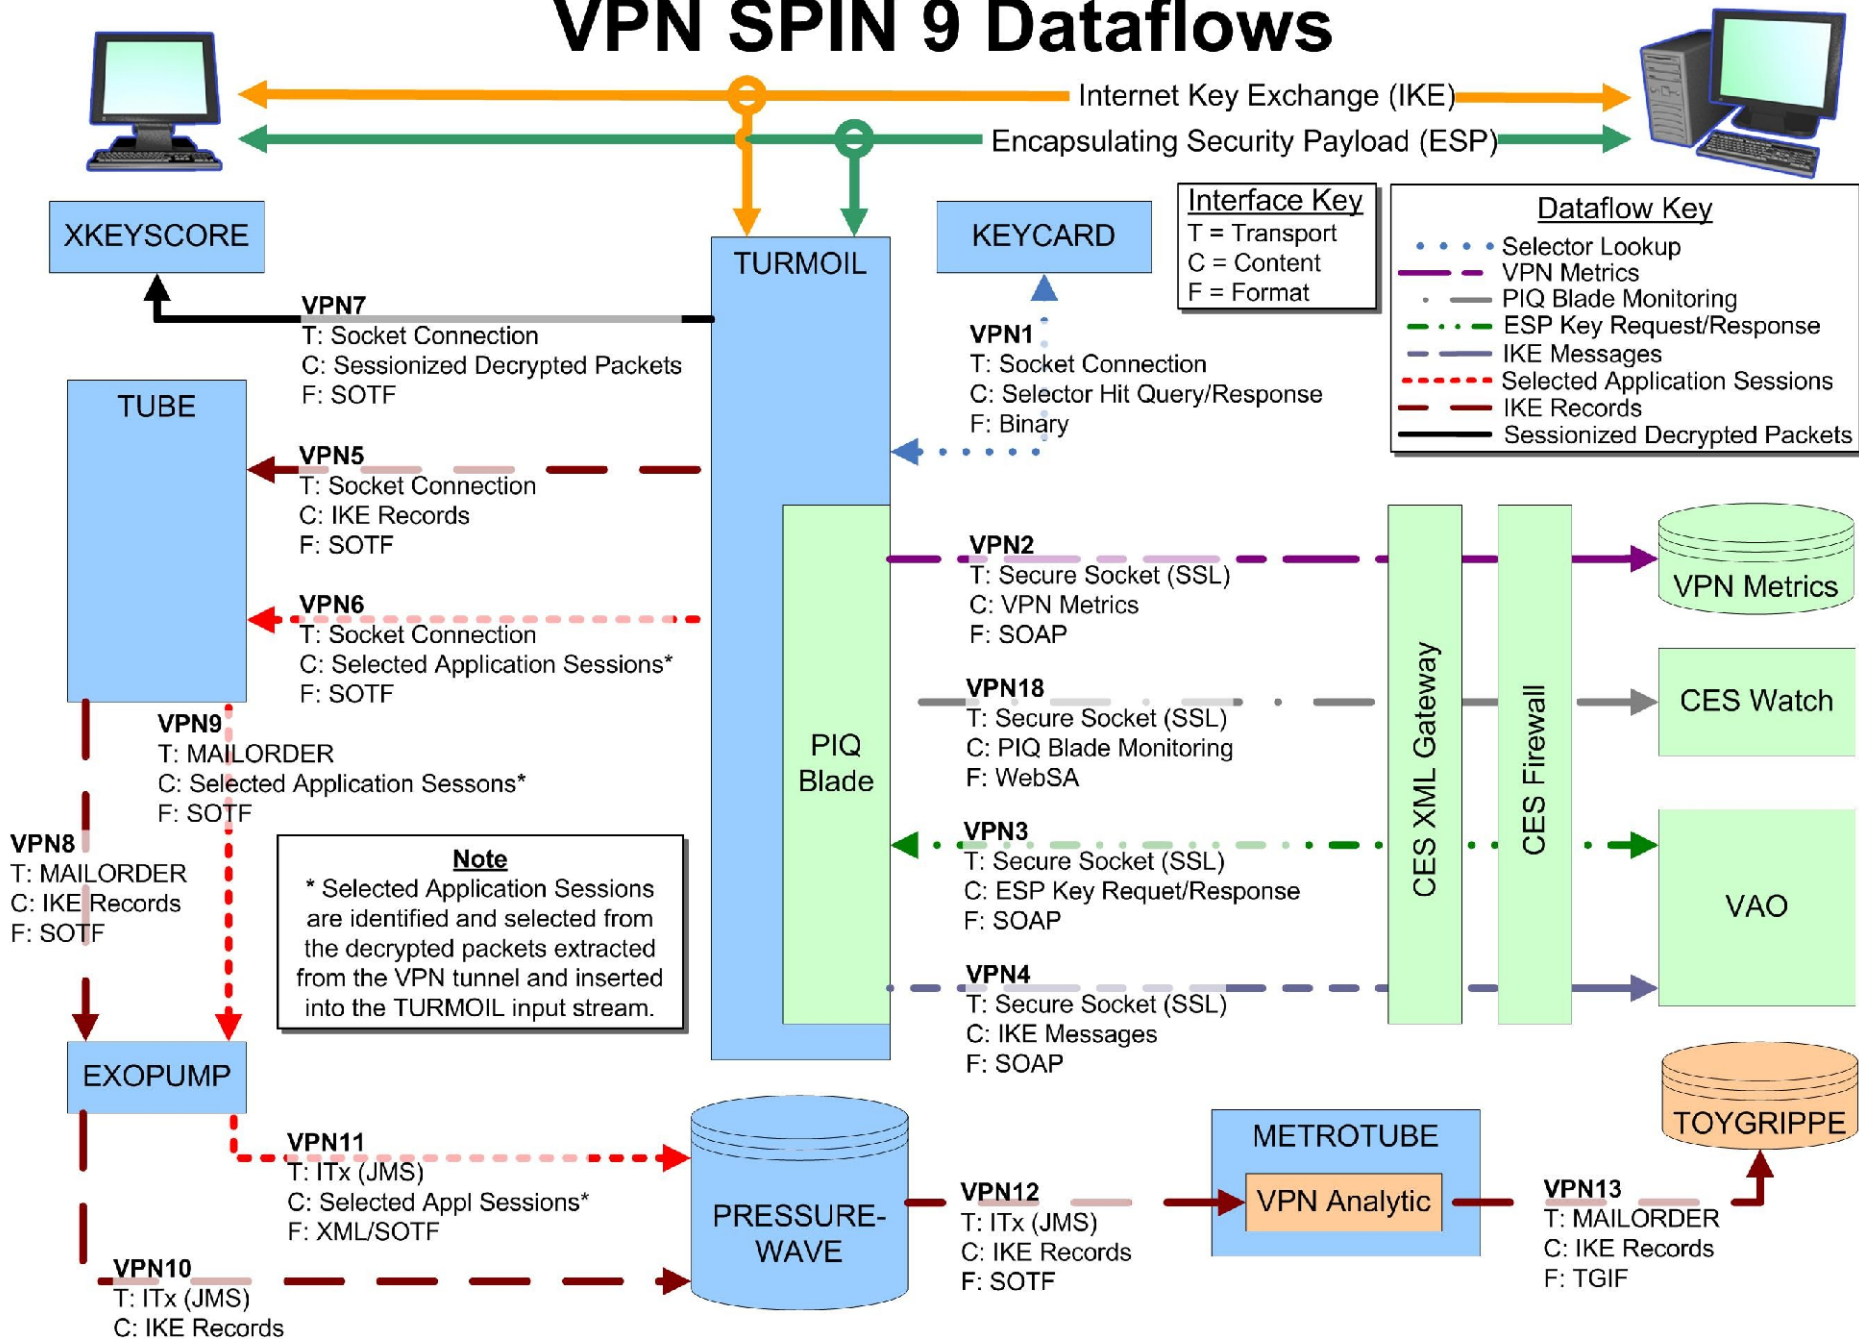 VPN SPIN 9 Dataflows
Internet Key Exchange (IKE)
Encapsulating Security Payload (ESP)
XKEYSCORE
TURMOIL
KEYCARD
Interface Key
T = Transport
C = Content
F = Format
Dataflow Key
Selector Lookup
VPN Metrics
PIQ Blade Monitoring
ESP Key Request/Response
IKE Messages
Selected Application Sessions
IKE Records
Sessionized Decrypted Packets
VPN7
T: Socket Connection
C: Sessionized Decrypted Packets
F: SOTF
VPN1
T: Socket Connection
C: Selector Hit Query/Response
F: Binary
TUBE
VPN5
T: Socket Connection
C: IKE Records
F: SOTF
VPN6
T: Socket Connection
C: Selected Application Sessions*
F: SOTF
PIQ
Blade
VPN2
T: Secure Socket (SSL)
C: VPN Metrics
F: SOAP
VPN18
T: Secure Socket (SSL)
C: PIQ Blade Monitoring
F: WebSA
VPN3
T: Secure Socket (SSL)
C: ESP Key Requet/Response
F: SOAP
VPN4
T: Secure Socket (SSL)
C: IKE Messages
F: SOAP
CES XML Gateway
CES Firewall
VPN Metrics
CES Watch
VAO
VPN9
T: MAILORDER
C: Selected Application Sessons*
F: SOTF
VPN8
T: MAILORDER
C: IKE Records
F: SOTF
Note
* Selected Application Sessions
are identified and selected from
the decrypted packets extracted
from the VPN tunnel and inserted
into the TURMOIL input stream.
EXOPUMP
VPN11
T: ITx (JMS)
C: Selected Appl Sessions*
F: XML/SOTF
VPN10
T: ITx (JMS)
C: IKE Records
PRESSURE-
WAVE
VPN12
T: ITx (JMS)
C: IKE Records
F: SOTF
METROTUBE
VPN Analytic
VPN13
T: MAILORDER
C: IKE Records
F: TGIF
TOYGRIPPE